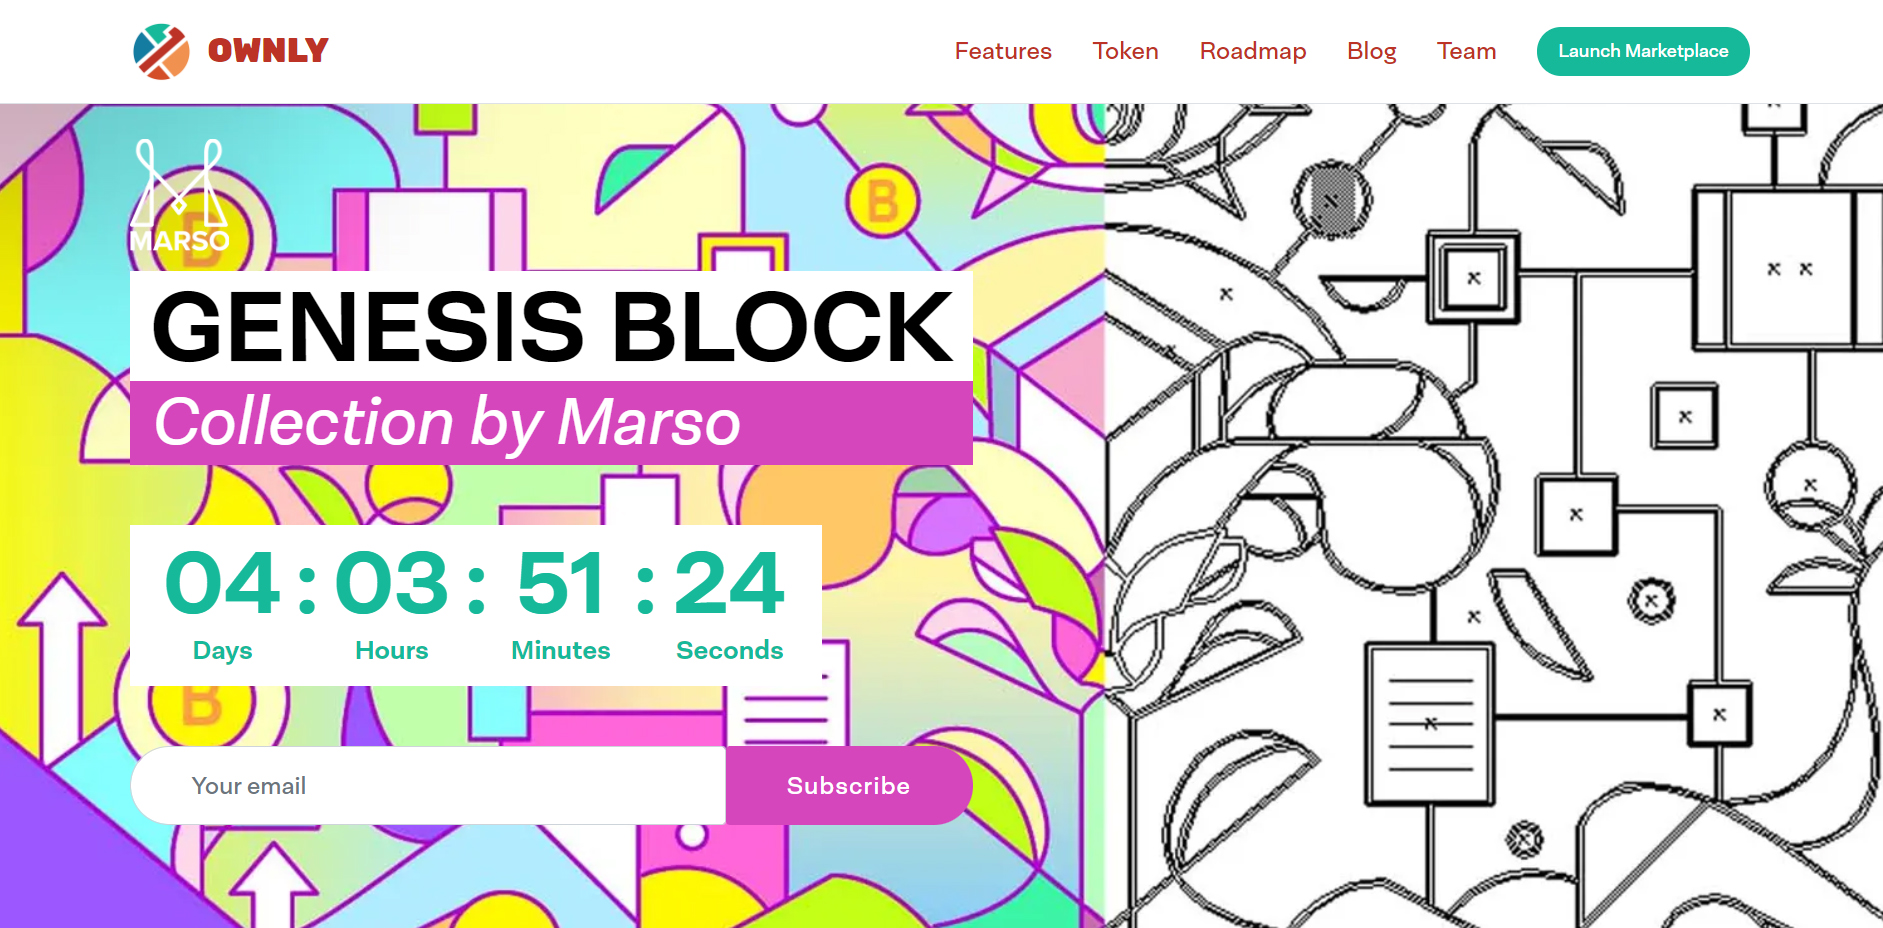 OWNLY
Features Token Roadmap Blog Team Launch Marketplace
MARSO
B
B
GENESIS BLOCK
Collection by Marso
04 : 03 : 51 : 24
Days Hours Minutes Seconds
B
Your email Subscribe